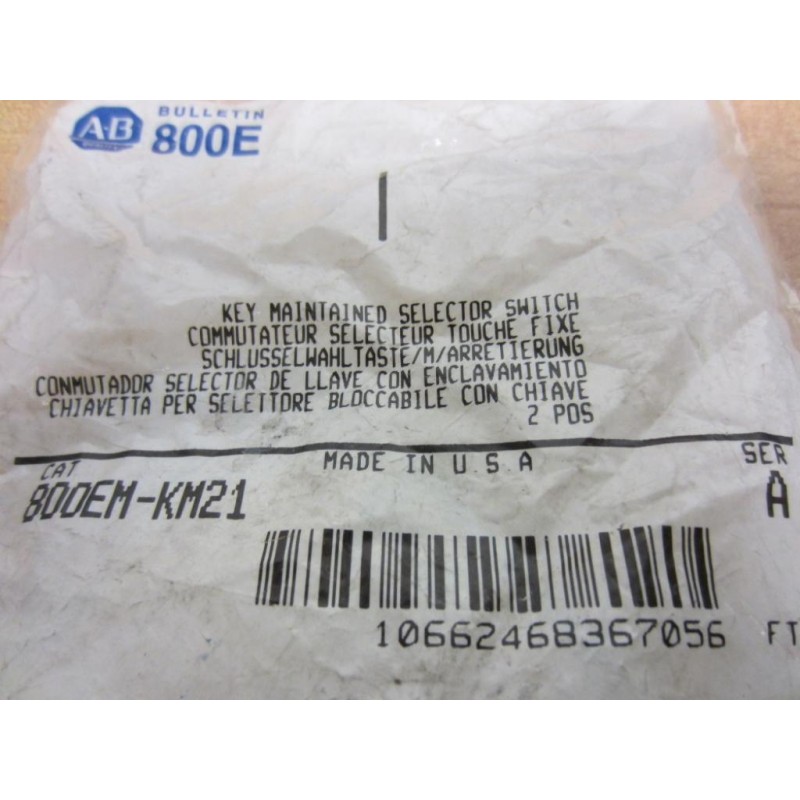 A-B
BULLETIN
800E
KEY MAINTAINED SELECTOR SWITCH
COMMUTATEUR SELECTEUR TOUCHE FIXE
SCHLUSSELWAHLTASTE/M/ARRETIERUNG
CONMUTADOR SELECTOR DE LLAVE CON ENCLAVAMIENTO
CHIAVETTA PER SELETTORE BLOCCABILE CON CHIAVE
2 POS
CAT MADE IN U.S.A SER
800EM-KM21 A
10662468367056 FT